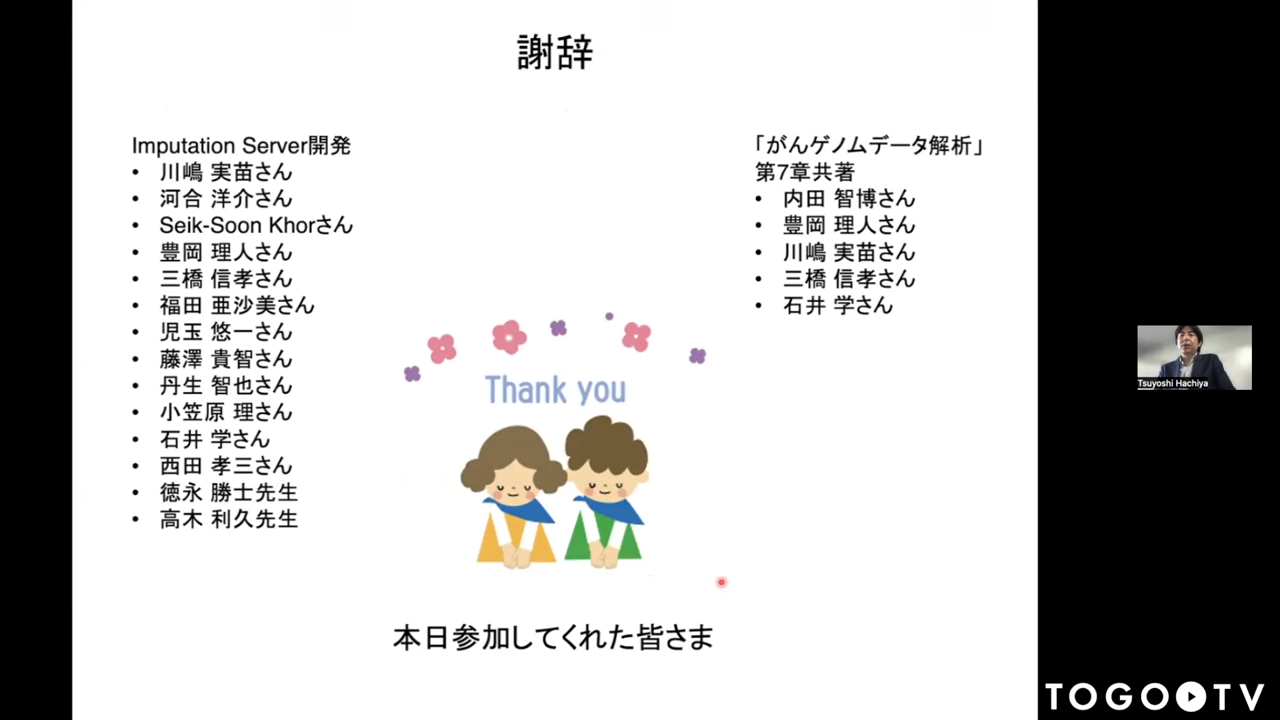 謝辞
Imputation Server開発
• 川嶋 実苗さん
• 河合 洋介さん
• Seik-Soon Khorさん
• 豊岡 理人さん
• 三橋 信孝さん
• 福田 亜沙美さん
• 児玉 悠一さん
• 藤澤 貴智さん
• 丹生 智也さん
• 小笠原 理さん
• 石井 学さん
• 西田 孝三さん
• 徳永 勝士先生
• 高木 利久先生
「がんゲノムデータ解析」
第7章共著
• 内田 智博さん
• 豊岡 理人さん
• 川嶋 実苗さん
• 三橋 信孝さん
• 石井 学さん
Thank you
本日参加してくれた皆さま
Tsuyoshi Hachiya
TOGO TV